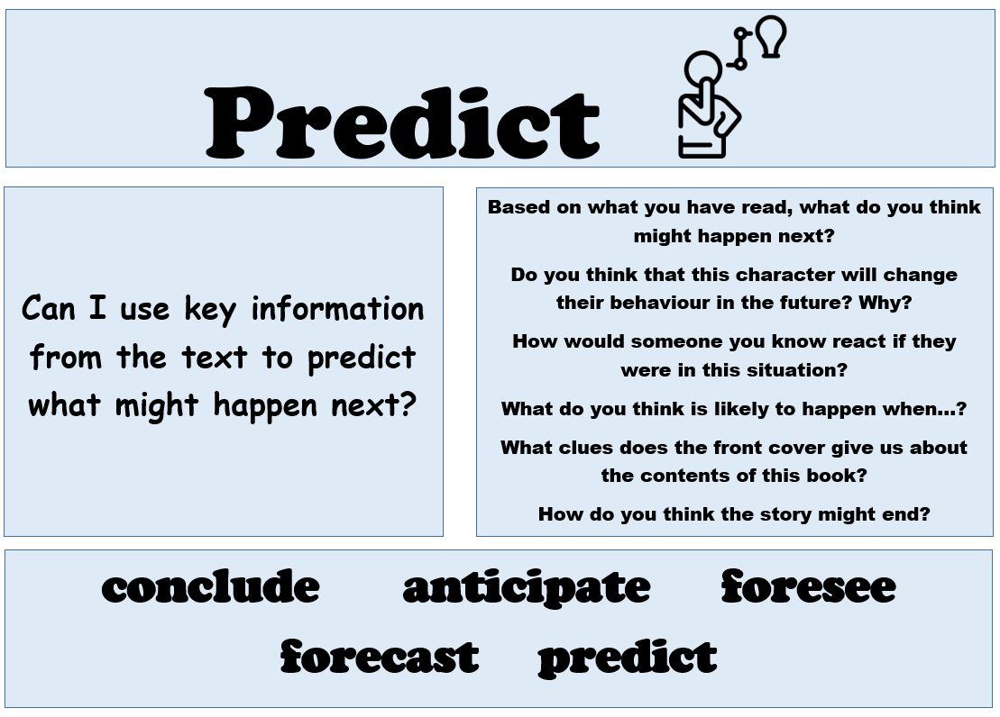 Predict
Can I use key information
from the text to predict
what might happen next?
Based on what you have read, what do you think
might happen next?
Do you think that this character will change
their behaviour in the future? Why?
How would someone you know react if they
were in this situation?
What do you think is likely to happen when...?
What clues does the front cover give us about
the contents of this book?
How do you think the story might end?
conclude anticipate foresee
forecast predict